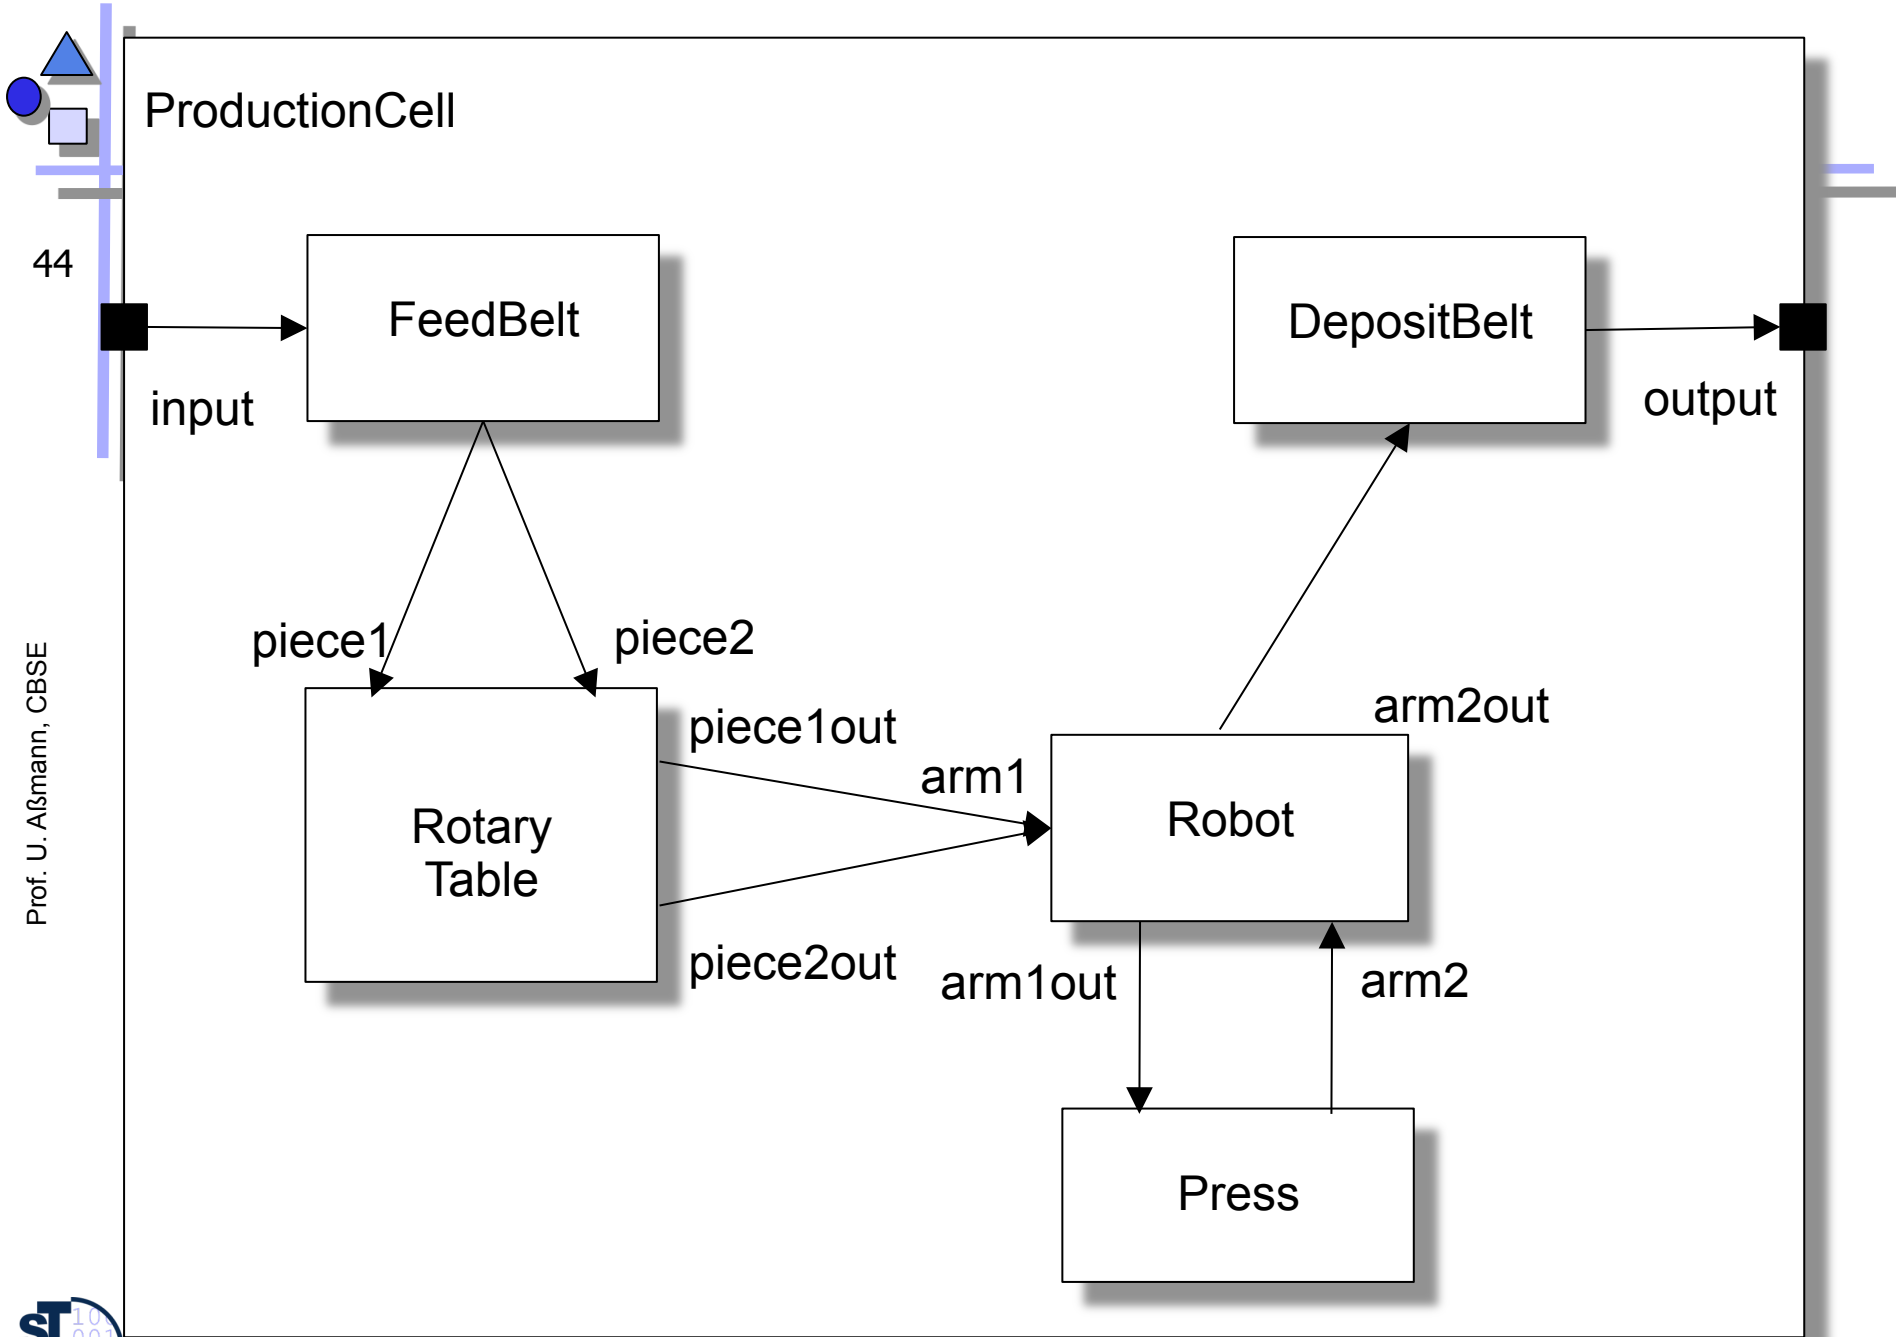 ProductionCell
44
FeedBelt
DepositBelt
input
output
piece1
piece2
piece1out
arm2out
arm1
Robot
Rotary
Table
piece2out
arm1out
arm2
Press
Prof. U. Aßmann, CBSE
ST